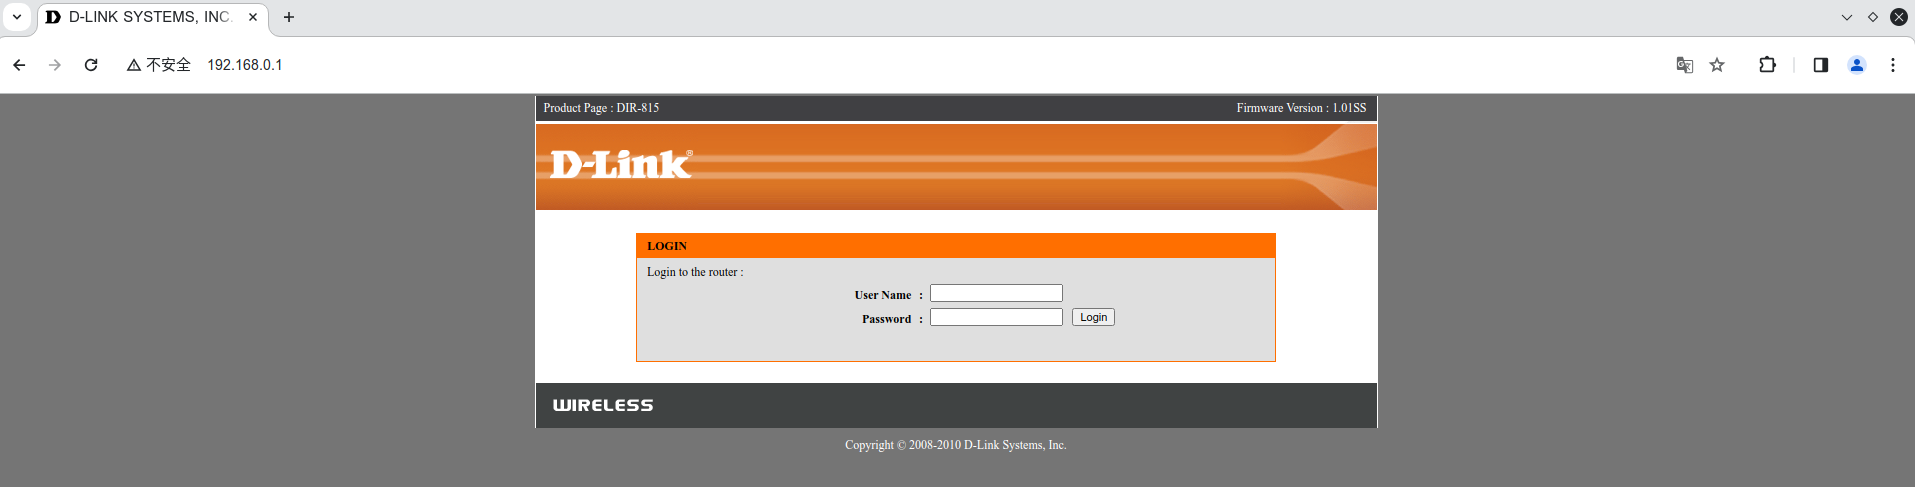 D-LINK SYSTEMS, INC.
不安全 192.168.0.1
Product Page : DIR-815 Firmware Version : 1.01SS
D-Link®
LOGIN
Login to the router :
User Name :
Password : Login
WIRELESS
Copyright © 2008-2010 D-Link Systems, Inc.